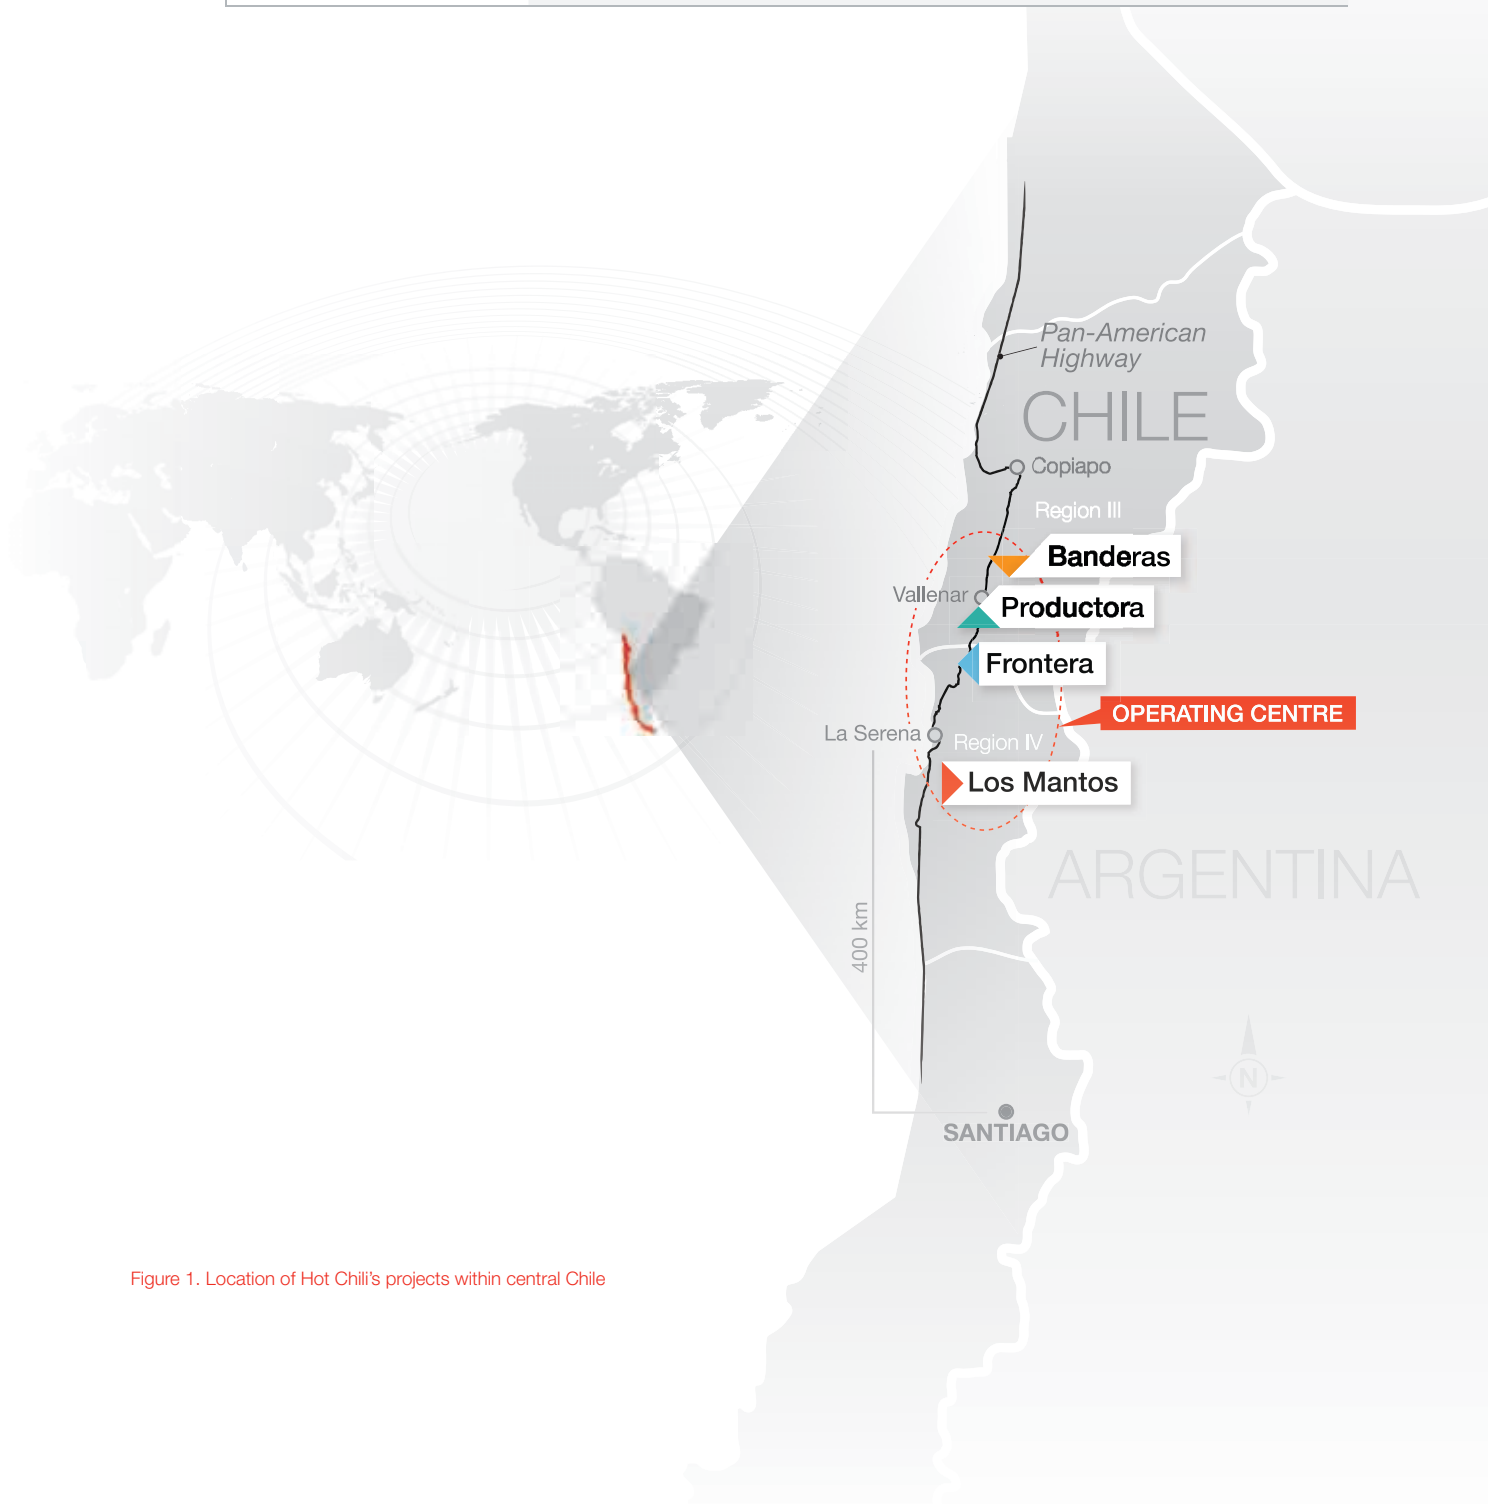 Pan-American
Highway
CHILE
Copiapo
Region III
Banderas
Vallenar
Productora
Frontera
OPERATING CENTRE
La Serena
Region IV
Los Mantos
ARGENTINA
400 km
N
SANTIAGO
Figure 1. Location of Hot Chili's projects within central Chile